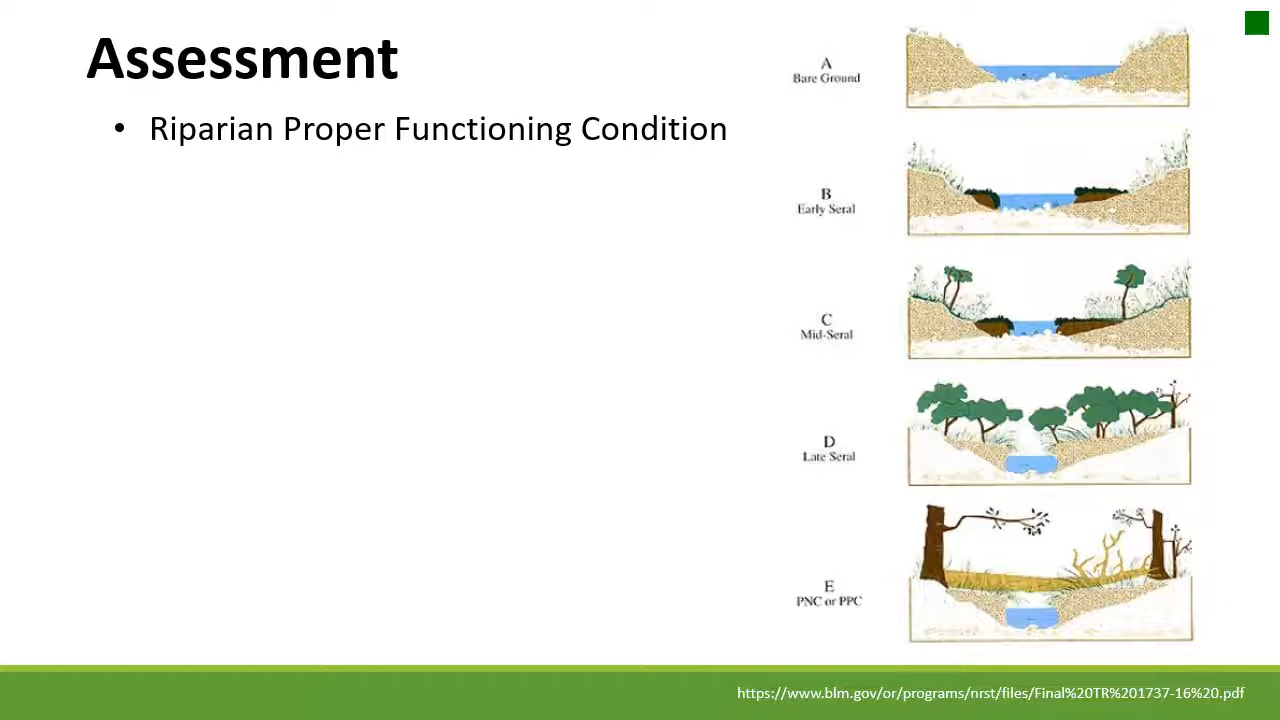 Assessment
• Riparian Proper Functioning Condition
A
Bare Ground
B
Early Seral
C
Mid-Seral
D
Late Seral
E
PNC or PPC
https://www.blm.gov/or/programs/nrst/files/Final%20TR%201737-16%20.pdf